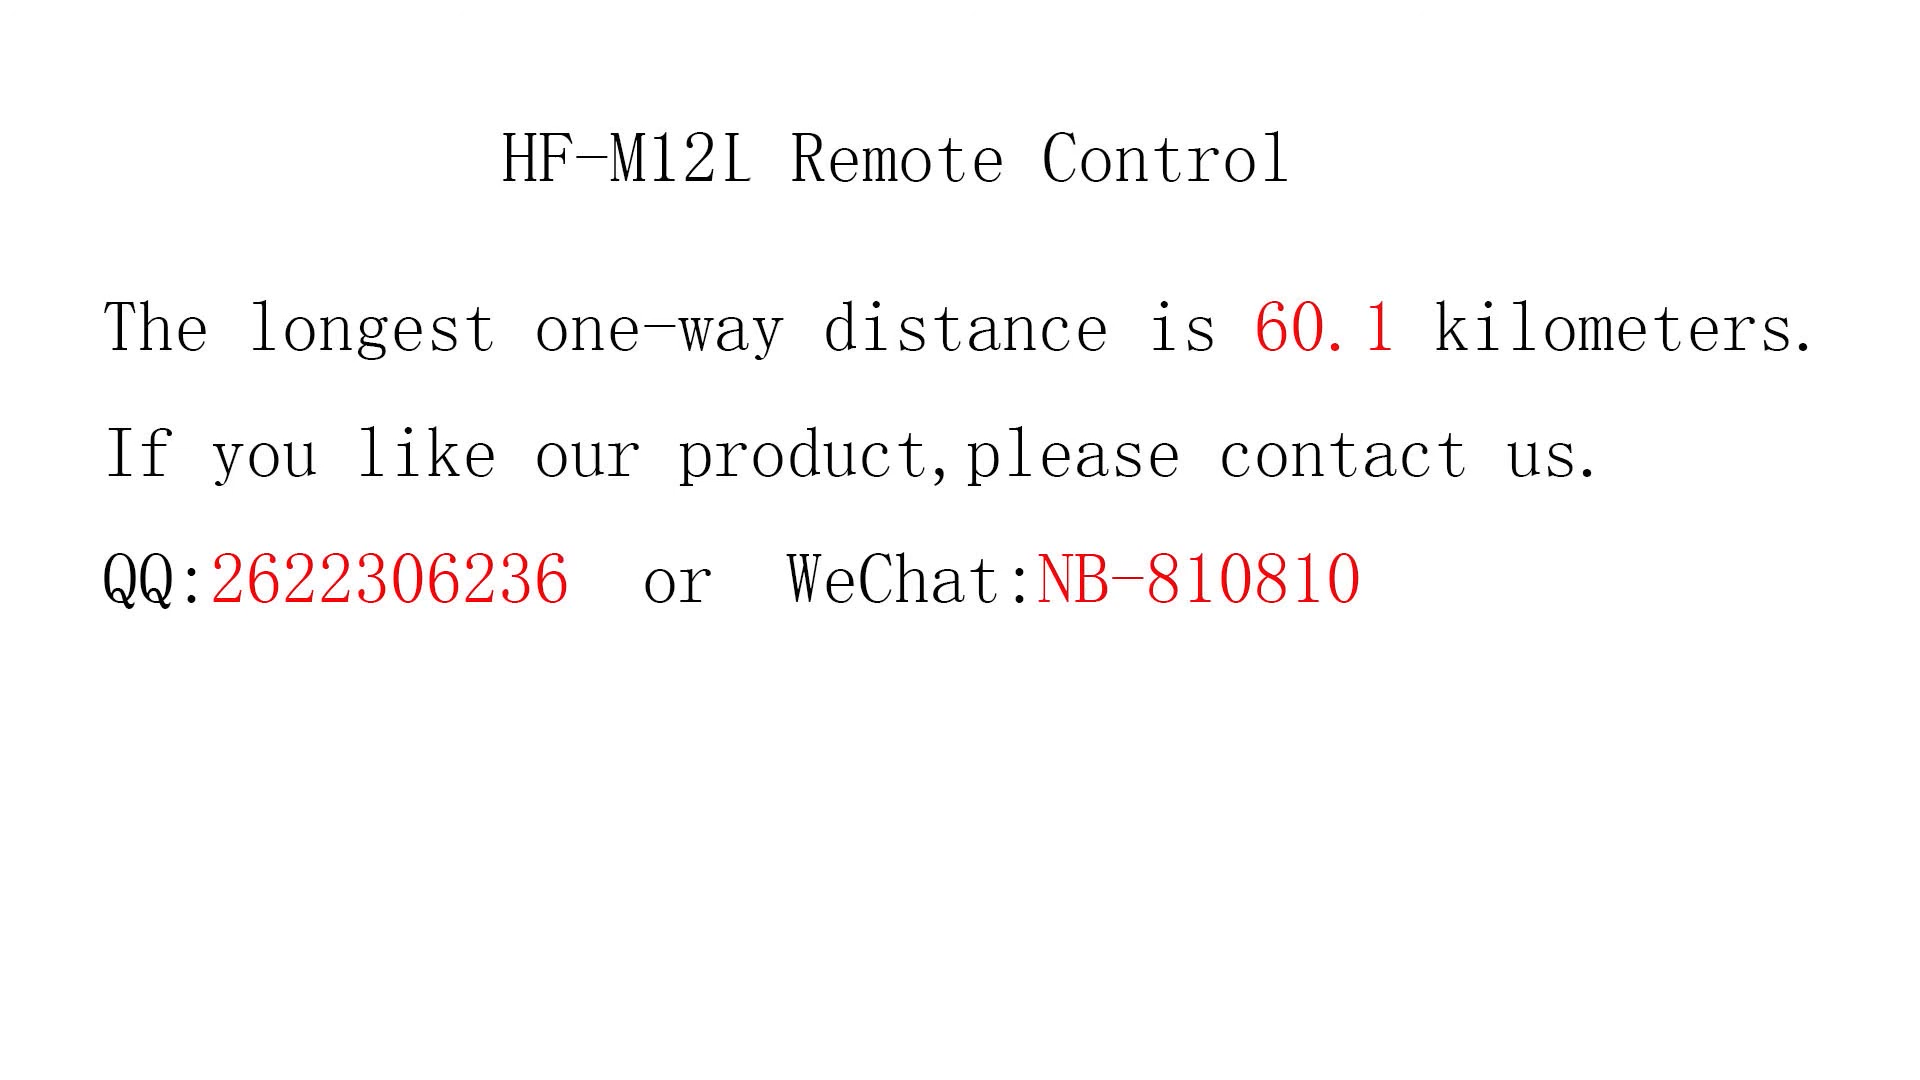 HF-M12L Remote Control
The longest one-way distance is 60.1 kilometers.
If you like our product,please contact us.
QQ:2622306236  or  WeChat:NB-810810